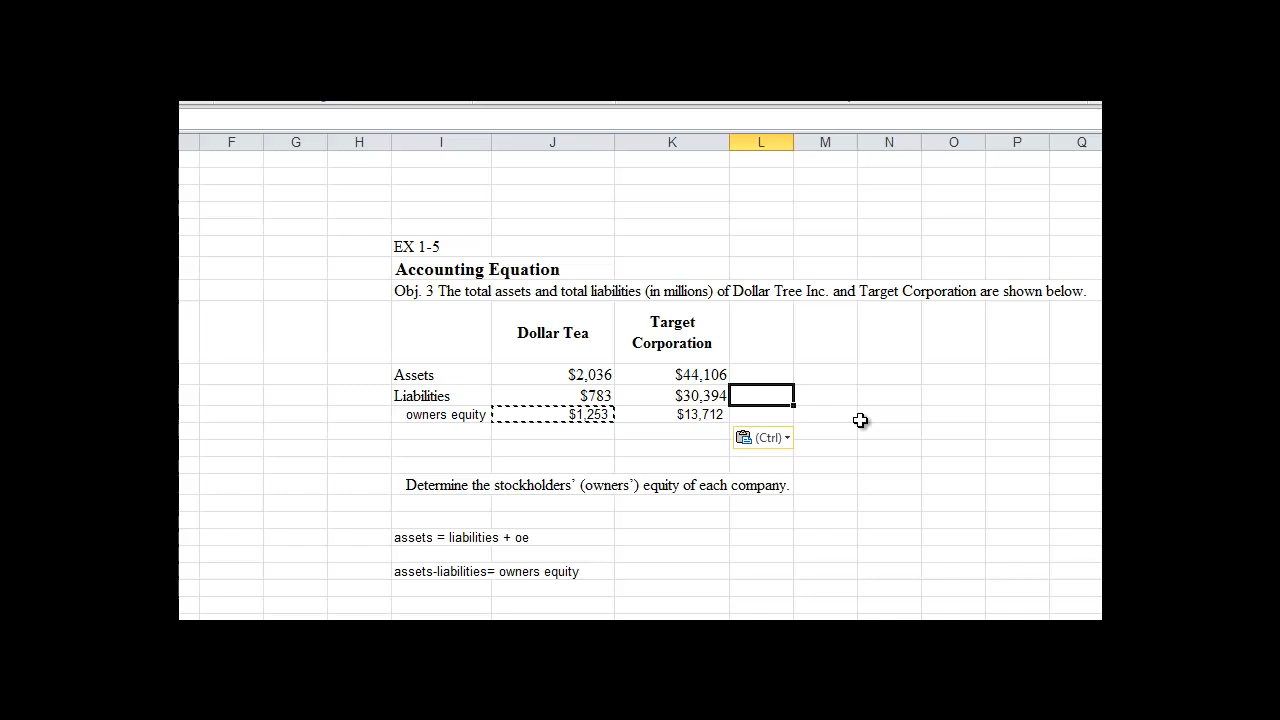 F G H I J K L M N O P Q
EX 1-5
Accounting Equation
Obj. 3 The total assets and total liabilities (in millions) of Dollar Tree Inc. and Target Corporation are shown below.
Dollar Tea Target
Corporation
Assets $2,036 $44,106
Liabilities $783 $30,394
owners equity $1,253 $13,712
(Ctrl)
Determine the stockholders’ (owners’) equity of each company.
assets = liabilities + oe
assets-liabilities= owners equity